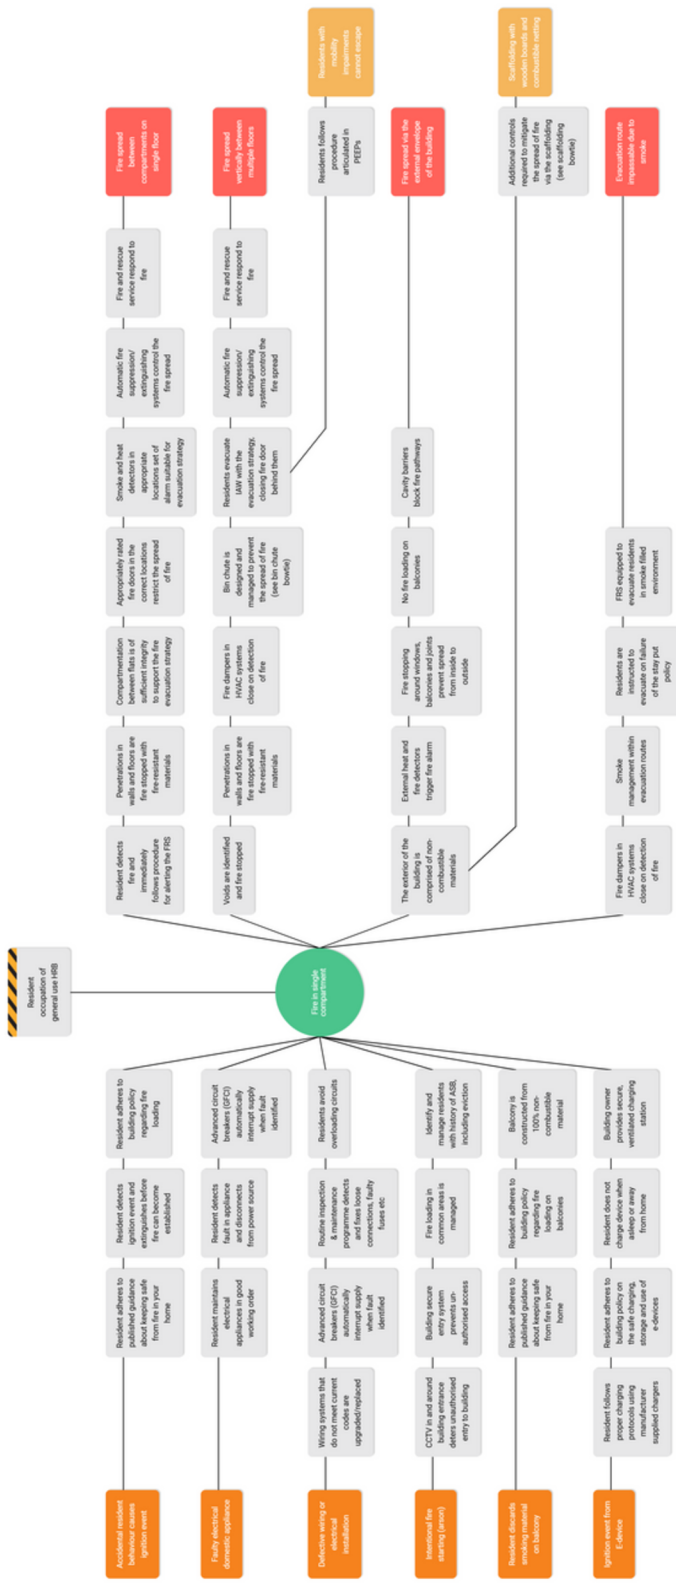 Resident
occupation of
general use HRB
Fire in single
compartment
Accidental resident
behaviour causes
ignition event
Resident adheres to
published guidance
about keeping safe
from fire in your
home
Resident detects
ignition event and
extinguishes before
fire can become
established
Resident adheres to
building policy
regarding fire
loading
Faulty electrical
domestic appliance
Resident maintains
electrical
appliances in good
working order
Resident detects
fault in appliance
and disconnects
from power source
Advanced circuit
breakers (GFCI)
automatically
interrupt supply
when fault
identified
Defective wiring or
electrical
installation
Wiring systems that
do not meet current
codes are
upgraded/replaced
Advanced circuit
breakers (GFCI)
automatically
interrupt supply
when fault
identified
Routine inspection
& maintenance
programme detects
and fixes loose
connections, faulty
fuses etc
Residents avoid
overloading circuits
Intentional fire
starting (arson)
CCTV in and around
building entrance
deters unauthorised
entry to building
Building secure
entry system
prevents un-
authorised access
Fire loading in
common areas is
managed
Identify and
manage residents
with history of ASB,
including eviction
Resident discards
smoking material
on balcony
Resident adheres to
published guidance
about keeping safe
from fire in your
home
Resident adheres to
building policy
regarding fire
loading on
balconies
Balcony is
constructed from
100% non-
combustible
material
Ignition event from
E-device
Resident follows
proper charging
protocols using
manufacturer
supplied chargers
Resident adheres to
building policy on
the safe charging,
storage and use of
e-devices
Resident does not
charge device when
asleep or away
from home
Building owner
provides secure,
ventilated charging
station
Resident detects
fire and
immediately
follows procedure
for alerting the FRS
Penetrations in
walls and floors are
fire stopped with
fire-resistant
materials
Compartmentation
between flats is of
sufficient integrity
to support the fire
evacuation strategy
Appropriately rated
fire doors in the
correct locations
restrict the spread
of fire
Smoke and heat
detectors in
appropriate
locations set of
alarm suitable for
evacuation strategy
Automatic fire
suppression/
extinguishing
systems control the
fire spread
Fire and rescue
service respond to
fire
Fire spread
between
compartments on
single floor
Voids are identified
and fire stopped
Penetrations in
walls and floors are
fire stopped with
fire-resistant
materials
Fire dampers in
HVAC systems
close on detection
of fire
Bin chute is
designed and
managed to prevent
the spread of fire
(see bin chute
bowtie)
Residents evacuate
IAW with the
evacuation strategy,
closing fire door
behind them
Automatic fire
suppression/
extinguishing
systems control the
fire spread
Fire and rescue
service respond to
fire
Fire spread
vertically between
multiple floors
Residents follows
procedure
articulated in
PEEPs
Residents with
mobility
impairments
cannot escape
The exterior of the
building is
comprised of non-
combustible
materials
External heat and
fire detectors
trigger fire alarm
Fire stopping
around windows,
balconies and joints
prevent spread
from inside to
outside
No fire loading on
balconies
Cavity barriers
block fire pathways
Fire spread via the
external envelope
of the building
Additional controls
required to mitigate
the spread of fire
via the scaffolding
(see scaffolding
bowtie)
Scaffolding with
wooden boards and
combustible netting
Fire dampers in
HVAC systems
close on detection
of fire
Smoke
management within
evacuation routes
Residents are
instructed to
evacuate on failure
of the stay put
policy
FRS equipped to
evacuate residents
in smoke filled
environment
Evacuation route
impassable due to
smoke